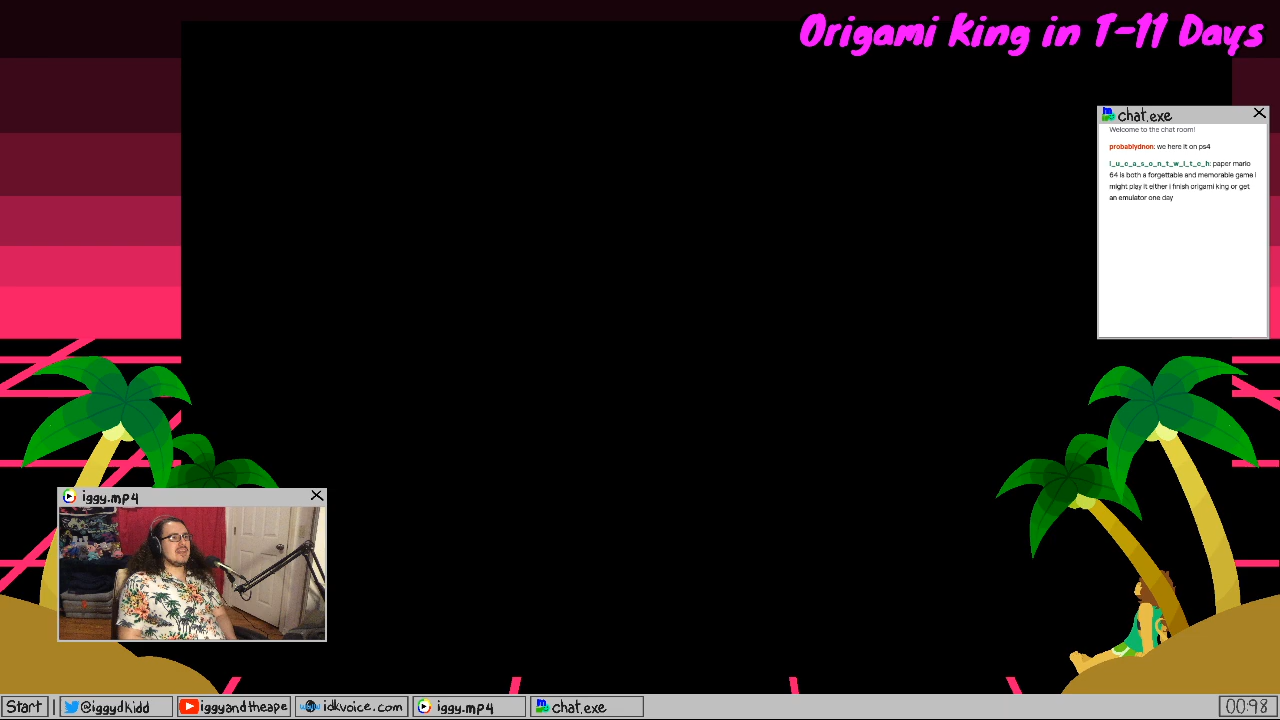 Origami King in T-11 Days
chat.exe
Welcome to the chat room!
probablydnon: we here it on ps4
l_u_c_a_s_o_n_t_w_i_t_c_h: paper mario
64 is both a forgettable and memorable game i
might play it either i finish origami king or get
an emulator one day
iggy.mp4
Start | @iggydkidd iggyandtheape www idkvoice.com iggy.mp4 chat.exe 00:98